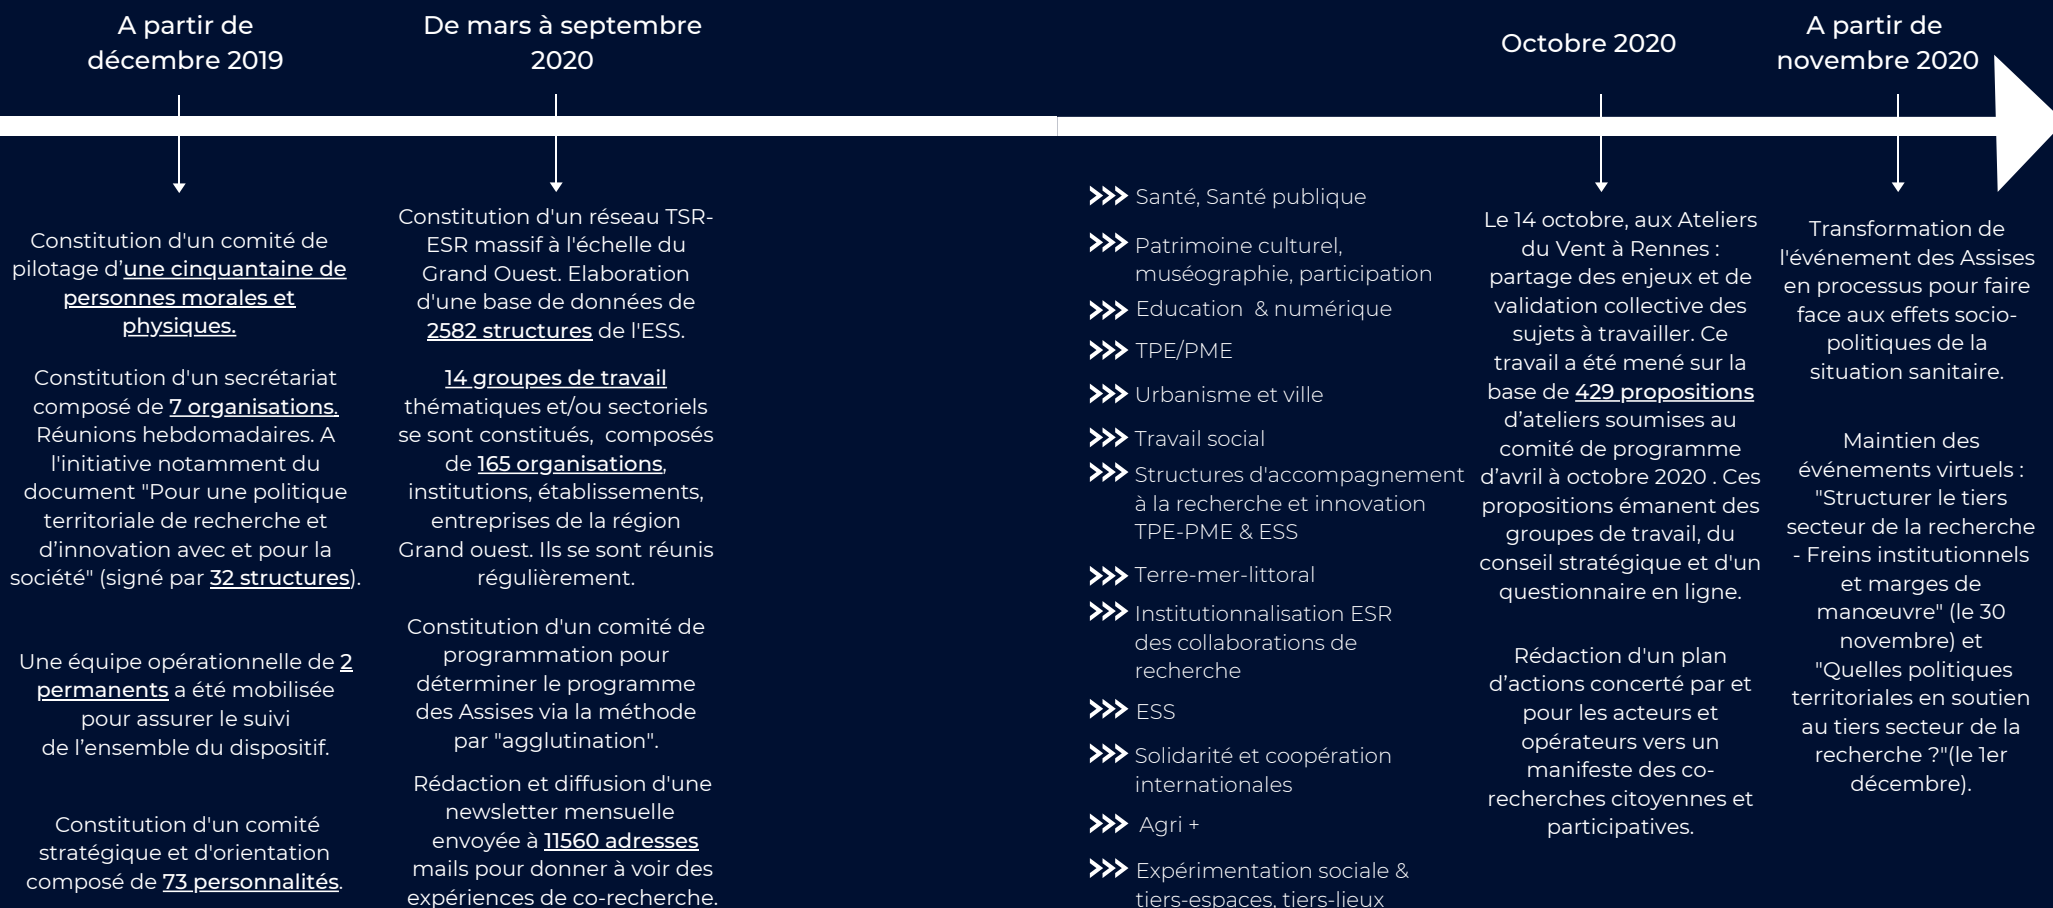 A partir de
décembre 2019
Constitution d'un comité de
pilotage d’une cinquantaine de
personnes morales et
physiques.
Constitution d'un secrétariat
composé de 7 organisations.
Réunions hebdomadaires. A
l'initiative notamment du
document "Pour une politique
territoriale de recherche et
d’innovation avec et pour la
société" (signé par 32 structures).
Une équipe opérationnelle de 2
permanents a été mobilisée
pour assurer le suivi
de l’ensemble du dispositif.
Constitution d'un comité
stratégique et d'orientation
composé de 73 personnalités.
De mars à septembre
2020
Constitution d'un réseau TSR-
ESR massif à l'échelle du
Grand Ouest. Elaboration
d'une base de données de
2582 structures de l'ESS.
14 groupes de travail
thématiques et/ou sectoriels
se sont constitués, composés
de 165 organisations,
institutions, établissements,
entreprises de la région
Grand ouest. Ils se sont réunis
régulièrement.
Constitution d'un comité de
programmation pour
déterminer le programme
des Assises via la méthode
par "agglutination".
Rédaction et diffusion d'une
newsletter mensuelle
envoyée à 11560 adresses
mails pour donner à voir des
expériences de co-recherche.
Santé, Santé publique
Patrimoine culturel,
muséographie, participation
Education & numérique
TPE/PME
Urbanisme et ville
Travail social
Structures d'accompagnement
à la recherche et innovation
TPE-PME & ESS
Terre-mer-littoral
Institutionnalisation ESR
des collaborations de
recherche
ESS
Solidarité et coopération
internationales
Agri +
Expérimentation sociale &
tiers-espaces, tiers-lieux
Octobre 2020
Le 14 octobre, aux Ateliers
du Vent à Rennes :
partage des enjeux et de
validation collective des
sujets à travailler. Ce
travail a été mené sur la
base de 429 propositions
d’ateliers soumises au
comité de programme
d’avril à octobre 2020 . Ces
propositions émanent des
groupes de travail, du
conseil stratégique et d'un
questionnaire en ligne.
Rédaction d'un plan
d’actions concerté par et
pour les acteurs et
opérateurs vers un
manifeste des co-
recherches citoyennes et
participatives.
A partir de
novembre 2020
Transformation de
l'événement des Assises
en processus pour faire
face aux effets socio-
politiques de la
situation sanitaire.
Maintien des
événements virtuels :
"Structurer le tiers
secteur de la recherche
- Freins institutionnels
et marges de
manœuvre" (le 30
novembre) et
"Quelles politiques
territoriales en soutien
au tiers secteur de la
recherche ?"(le 1er
décembre).